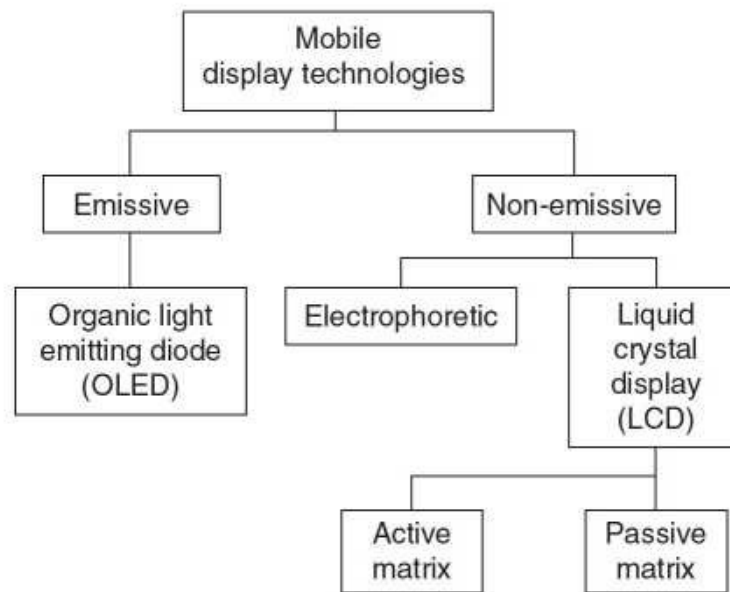 Mobile
display technologies
Emissive
Non-emissive
Organic light
emitting diode
(OLED)
Electrophoretic
Liquid
crystal
display
(LCD)
Active
matrix
Passive
matrix